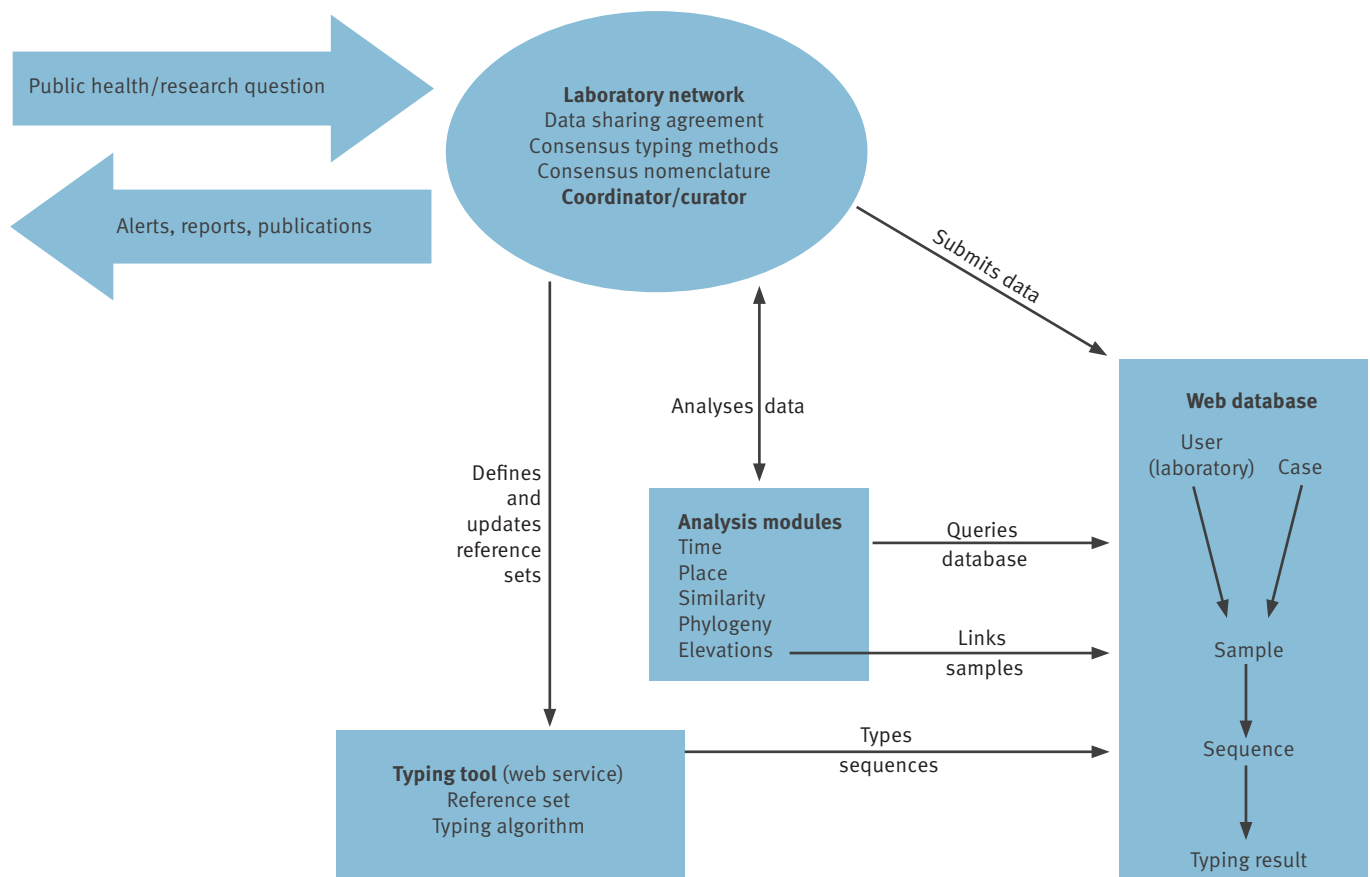 Public health/research question
Alerts, reports, publications
Laboratory network
Data sharing agreement
Consensus typing methods
Consensus nomenclature
Coordinator/curator
Submits data
Analyses data
Defines
and
updates
reference
sets
Analysis modules
Time
Place
Similarity
Phylogeny
Elevations
Queries
database
Links
samples
Types
sequences
Typing tool (web service)
Reference set
Typing algorithm
Web database
User
(laboratory)
Case
Sample
Sequence
Typing result